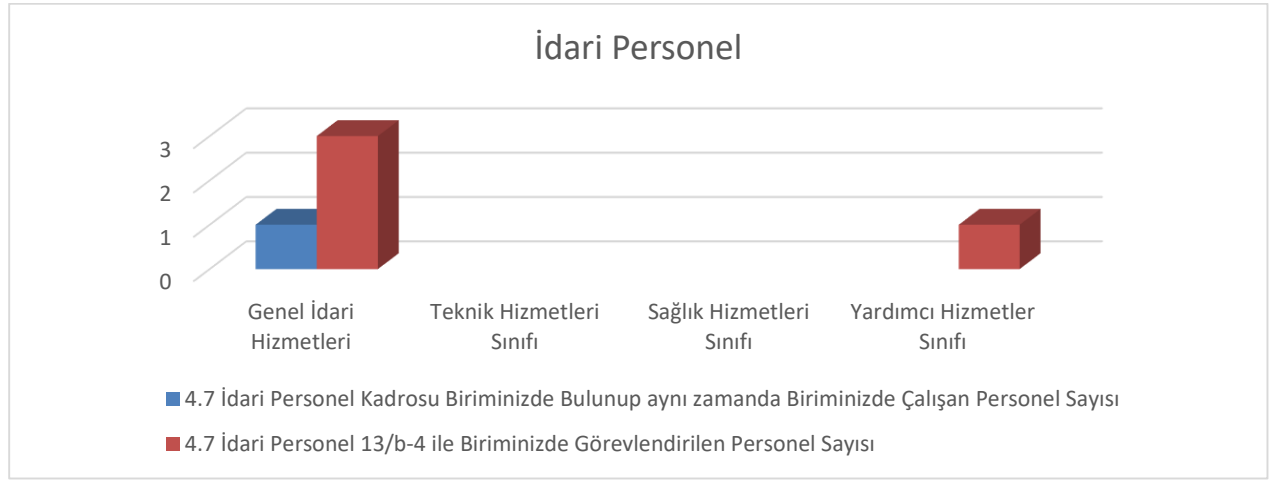 İdari Personel
3
2
1
0
Genel İdari
Hizmetleri
Teknik Hizmetleri
Sınıfı
Sağlık Hizmetleri
Sınıfı
Yardımcı Hizmetler
Sınıfı
4.7 İdari Personel Kadrosu Biriminizde Bulunup aynı zamanda Biriminizde Çalışan Personel Sayısı
4.7 İdari Personel 13/b-4 ile Biriminizde Görevlendirilen Personel Sayısı